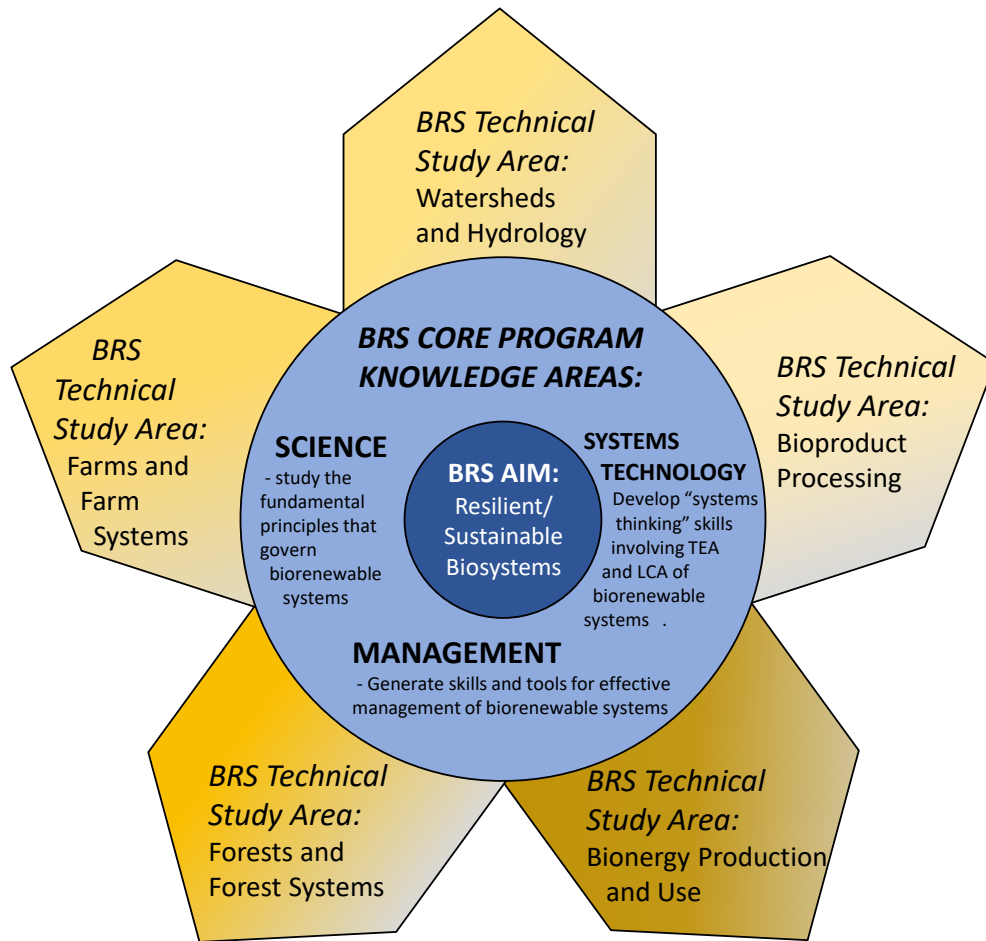 BRS Technical
Study Area:
Watersheds
and Hydrology
BRS
Technical
Study Area:
Farms and
Farm
Systems
BRS CORE PROGRAM
KNOWLEDGE AREAS:
BRS Technical
Study Area:
Bioproduct
Processing
SCIENCE
- study the
fundamental
principles that
govern
biorenewable
systems
BRS AIM:
Resilient/
Sustainable
Biosystems
SYSTEMS
TECHNOLOGY
Develop “systems
thinking” skills
involving TEA
and LCA of
biorenewable
systems .
MANAGEMENT
- Generate skills and tools for effective
management of biorenewable systems
BRS Technical
Study Area:
Forests and
Forest Systems
BRS Technical
Study Area:
Bionergy Production
and Use